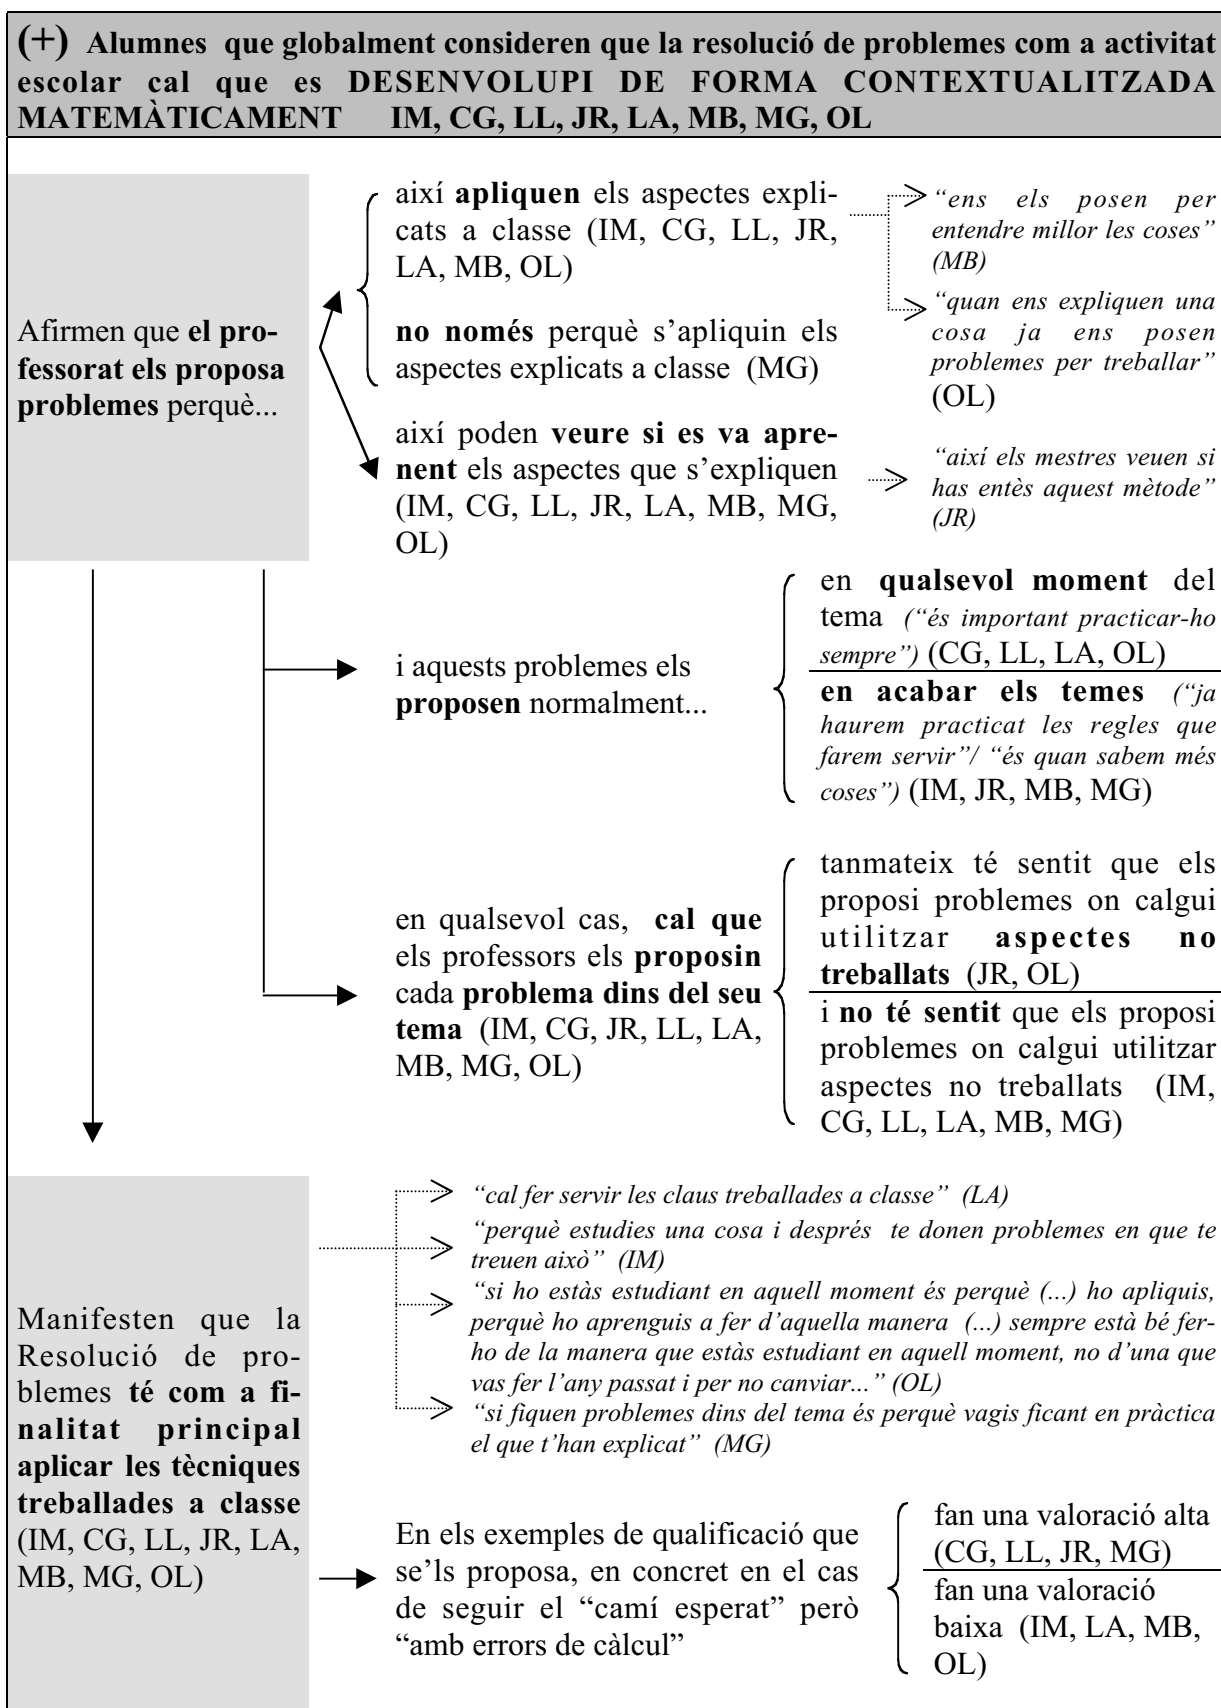 (+) Alumnes que globalment consideren que la resolució de problemes com a activitat
escolar cal que es DESENVOLUPI DE FORMA CONTEXTUALITZADA
MATEMÀTICAMENT IM, CG, LL, JR, LA, MB, MG, OL
Afirmen que el pro-
fessorat els proposa
problemes perquè...
així apliquen els aspectes expli-
cats a classe (IM, CG, LL, JR,
LA, MB, OL)
“ens els posen per
entendre millor les coses”
(MB)
“quan ens expliquen una
cosa ja ens posen
problemes per treballar”
(OL)
no només perquè s’apliquin els
aspectes explicats a classe (MG)
així poden veure si es va apre-
nent els aspectes que s’expliquen
(IM, CG, LL, JR, LA, MB, MG,
OL)
“així els mestres veuen si
has entès aquest mètode”
(JR)
i aquests problemes els
proposen normalment...
en qualsevol moment del
tema (“és important practicar-ho
sempre”) (CG, LL, LA, OL)
en acabar els temes (“ja
haurem practicat les regles que
farem servir”/ “és quan sabem més
coses”) (IM, JR, MB, MG)
en qualsevol cas, cal que
els professors els proposin
cada problema dins del seu
tema (IM, CG, JR, LL, LA,
MB, MG, OL)
tanmateix té sentit que els
proposi problemes on calgui
utilitzar aspectes no
treballats (JR, OL)
i no té sentit que els proposi
problemes on calgui utilitzar
aspectes no treballats (IM,
CG, LL, LA, MB, MG)
Manifesten que la
Resolució de pro-
blemes té com a fi-
nalitat principal
aplicar les tècniques
treballades a classe
(IM, CG, LL, JR, LA,
MB, MG, OL)
“cal fer servir les claus treballades a classe” (LA)
“perquè estudies una cosa i després te donen problemes en que te
treuen això” (IM)
“si ho estàs estudiant en aquell moment és perquè (...) ho apliquis,
perquè ho aprenguis a fer d’aquella manera (...) sempre està bé fer-
ho de la manera que estàs estudiant en aquell moment, no d’una que
vas fer l’any passat i per no canviar...” (OL)
“si fiquen problemes dins del tema és perquè vagis ficant en pràctica
el que t’han explicat” (MG)
En els exemples de qualificació que
se’ls proposa, en concret en el cas
de seguir el “camí esperat” però
“amb errors de càlcul”
fan una valoració alta
(CG, LL, JR, MG)
fan una valoració
baixa (IM, LA, MB,
OL)